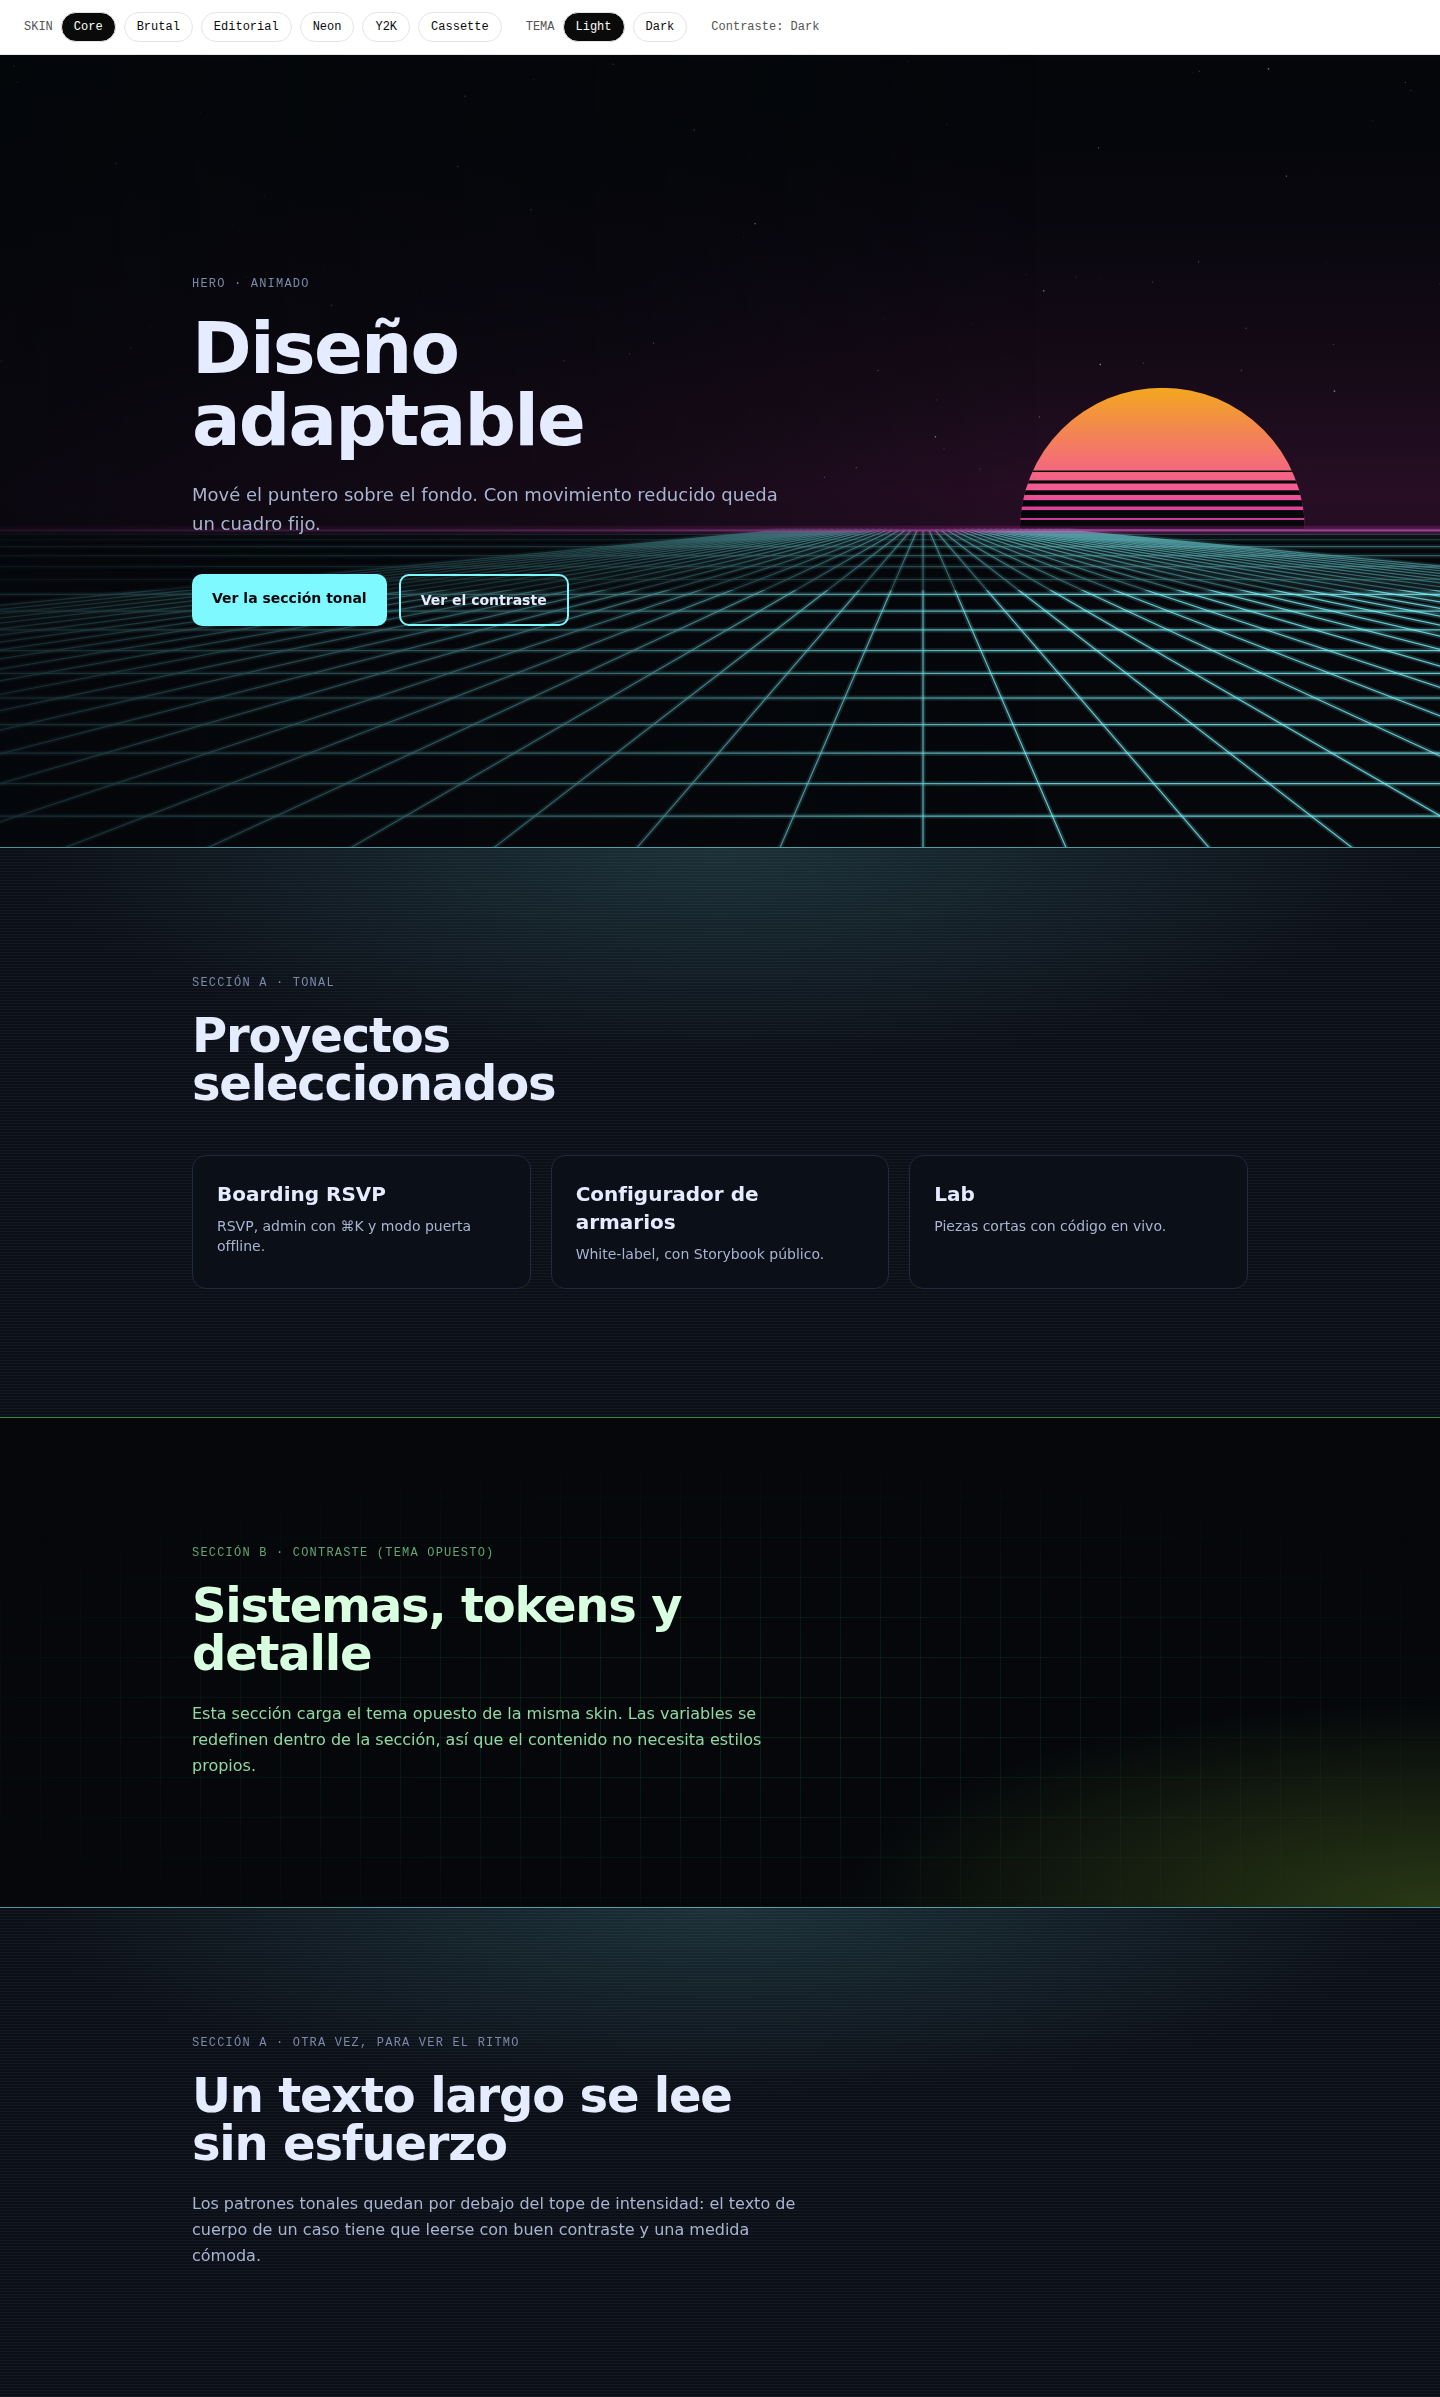 SKIN Core Brutal Editorial Neon Y2K Cassette TEMA Light Dark Contraste: Dark
HERO · ANIMADO
Diseño
adaptable
Mové el puntero sobre el fondo. Con movimiento reducido queda
un cuadro fijo.
Ver la sección tonal Ver el contraste
SECCIÓN A · TONAL
Proyectos
seleccionados
Boarding RSVP
RSVP, admin con ⌘K y modo puerta
offline.
Configurador de
armarios
White-label, con Storybook público.
Lab
Piezas cortas con código en vivo.
SECCIÓN B · CONTRASTE (TEMA OPUESTO)
Sistemas, tokens y
detalle
Esta sección carga el tema opuesto de la misma skin. Las variables se
redefinen dentro de la sección, así que el contenido no necesita estilos
propios.
SECCIÓN A · OTRA VEZ, PARA VER EL RITMO
Un texto largo se lee
sin esfuerzo
Los patrones tonales quedan por debajo del tope de intensidad: el texto de
cuerpo de un caso tiene que leerse con buen contraste y una medida
cómoda.